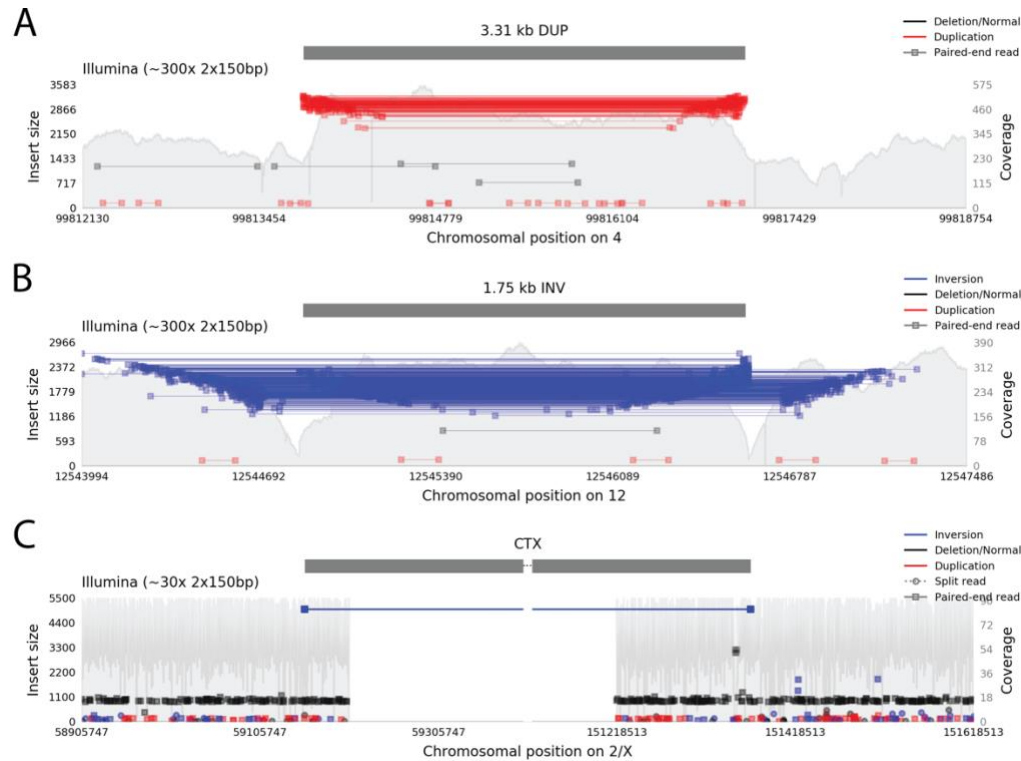 A
3.31 kb DUP
Deletion/Normal
Duplication
Paired-end read
Illumina (~300x 2x150bp)
3583
2866
2150
1433
717
0
Insert size
575
460
345
230
115
0
Coverage
99812130
99813454
99814779
99816104
99817429
99818754
Chromosomal position on 4
B
1.75 kb INV
Inversion
Deletion/Normal
Duplication
Paired-end read
Illumina (~300x 2x150bp)
2966
2372
1779
1186
593
0
Insert size
390
312
234
156
78
0
Coverage
12543994
12544692
12545390
12546089
12546787
12547486
Chromosomal position on 12
C
CTX
Inversion
Deletion/Normal
Duplication
Split read
Paired-end read
Illumina (~30x 2x150bp)
5500
4400
3300
2200
1100
0
Insert size
72
54
36
18
0
Coverage
58905747
59105747
59305747
151218513
151418513
151618513
Chromosomal position on 2/X